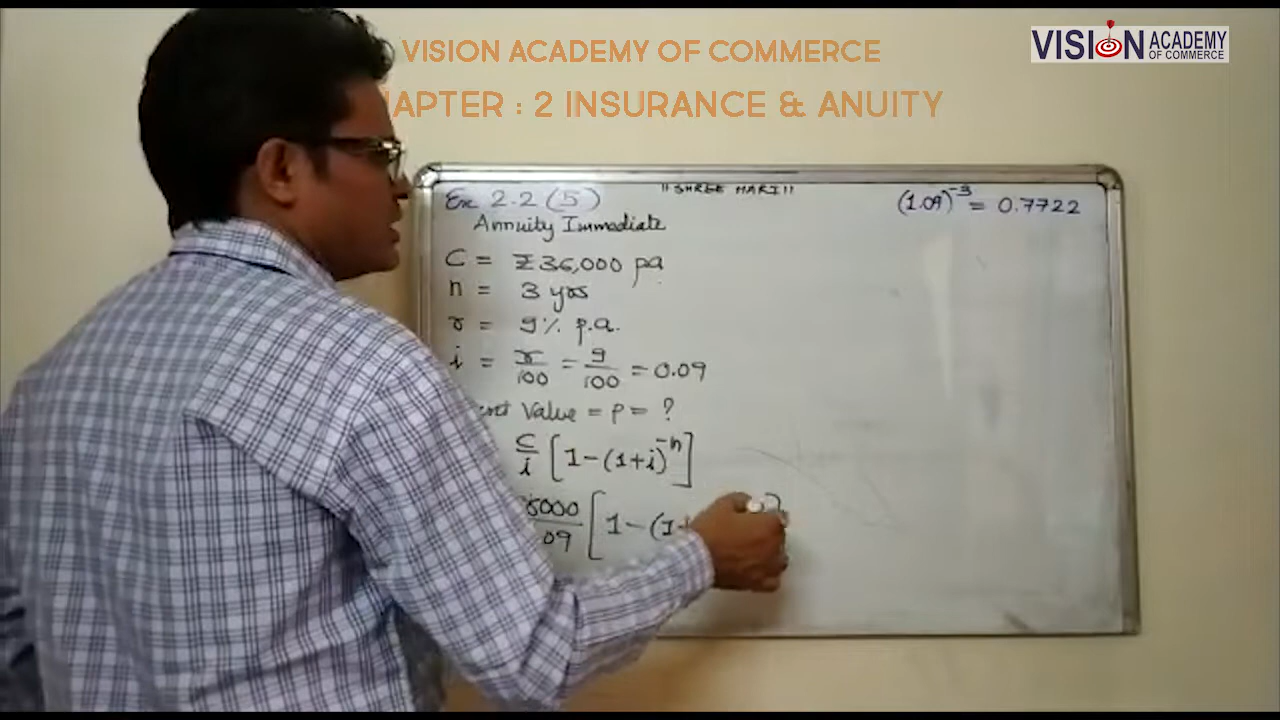 VISION ACADEMY OF COMMERCE
VISION ACADEMY OF COMMERCE
APTER : 2 INSURANCE & ANUITY
"SHREE HARI"
Ex. 2.2 (5)
(1.09)⁻³ = 0.7722
Annuity Immediate
C = ₹36,000 pa
n = 3 yrs
r = 9% p.a.
i = r/100 = 9/100 = 0.09
Value = P = ?
C/i [1-(1+i)⁻ⁿ]
6000/09 [1-(1+